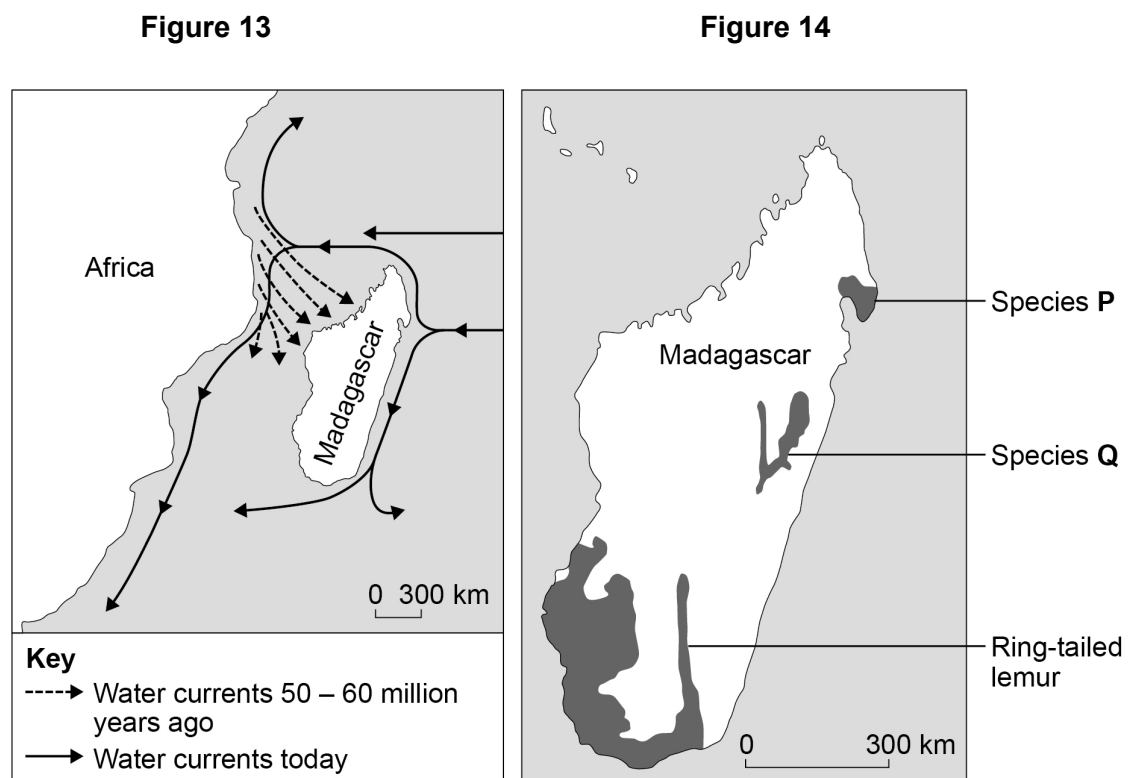 Figure 13
Figure 14
Africa
Madagascar
0 300 km
Key
Water currents 50 – 60 million
years ago
Water currents today
Madagascar
Species P
Species Q
Ring-tailed
lemur
0 300 km